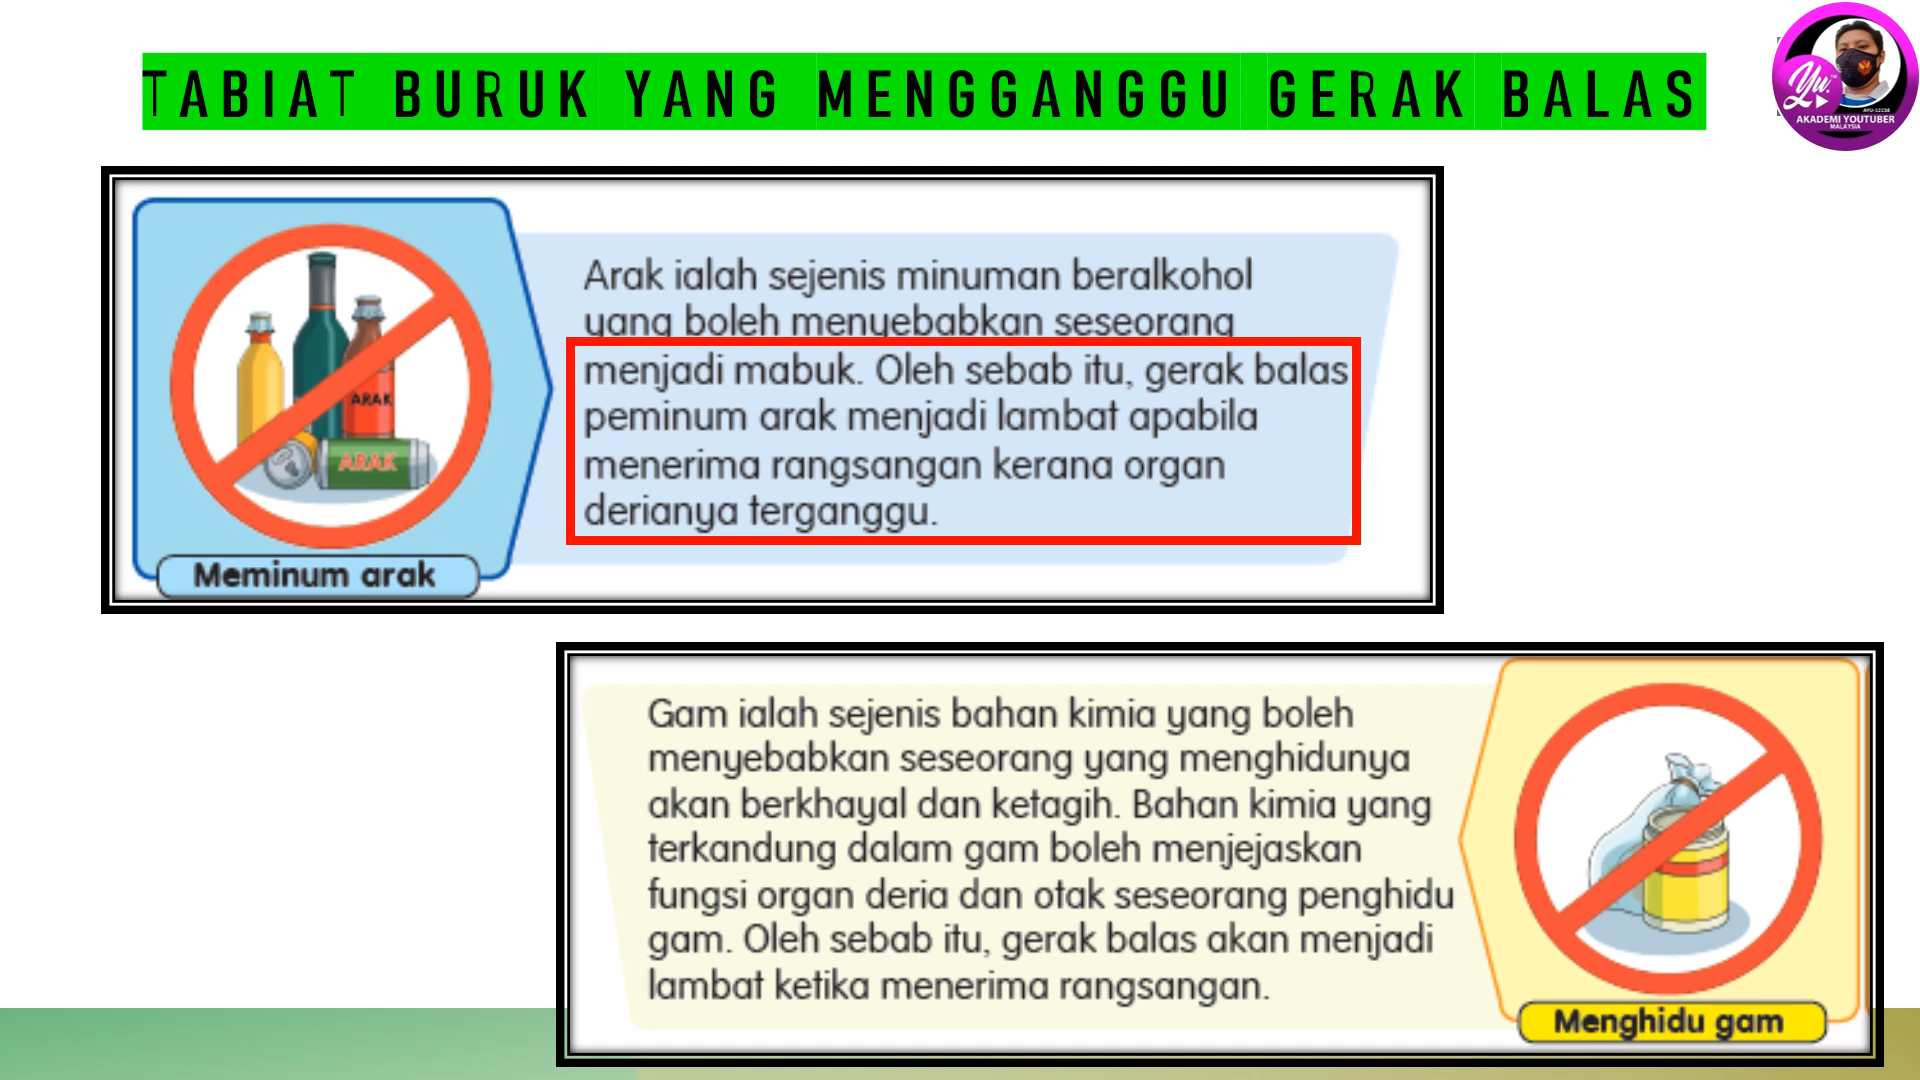 TABIAT BURUK YANG MENGGANGGU GERAK BALAS
Yu.
AYU-12158
AKADEMI YOUTUBER
MALAYSIA
Arak ialah sejenis minuman beralkohol
yang boleh menyebabkan seseorang
menjadi mabuk. Oleh sebab itu, gerak balas
peminum arak menjadi lambat apabila
menerima rangsangan kerana organ
derianya terganggu.
ARAK
ARAK
Meminum arak
Gam ialah sejenis bahan kimia yang boleh
menyebabkan seseorang yang menghidunya
akan berkhayal dan ketagih. Bahan kimia yang
terkandung dalam gam boleh menjejaskan
fungsi organ deria dan otak seseorang penghidu
gam. Oleh sebab itu, gerak balas akan menjadi
lambat ketika menerima rangsangan.
Menghidu gam